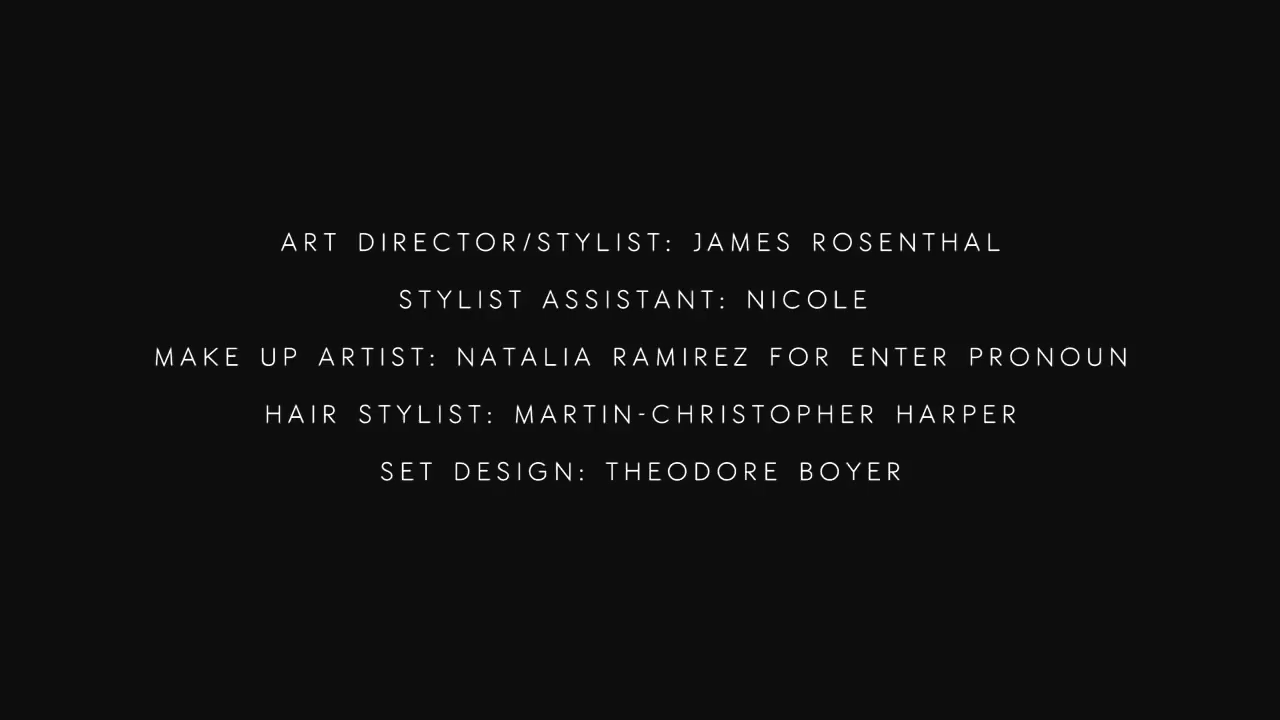 ART DIRECTOR/STYLIST: JAMES ROSENTHAL
STYLIST ASSISTANT: NICOLE
MAKE UP ARTIST: NATALIA RAMIREZ FOR ENTER PRONOUN
HAIR STYLIST: MARTIN-CHRISTOPHER HARPER
SET DESIGN: THEODORE BOYER